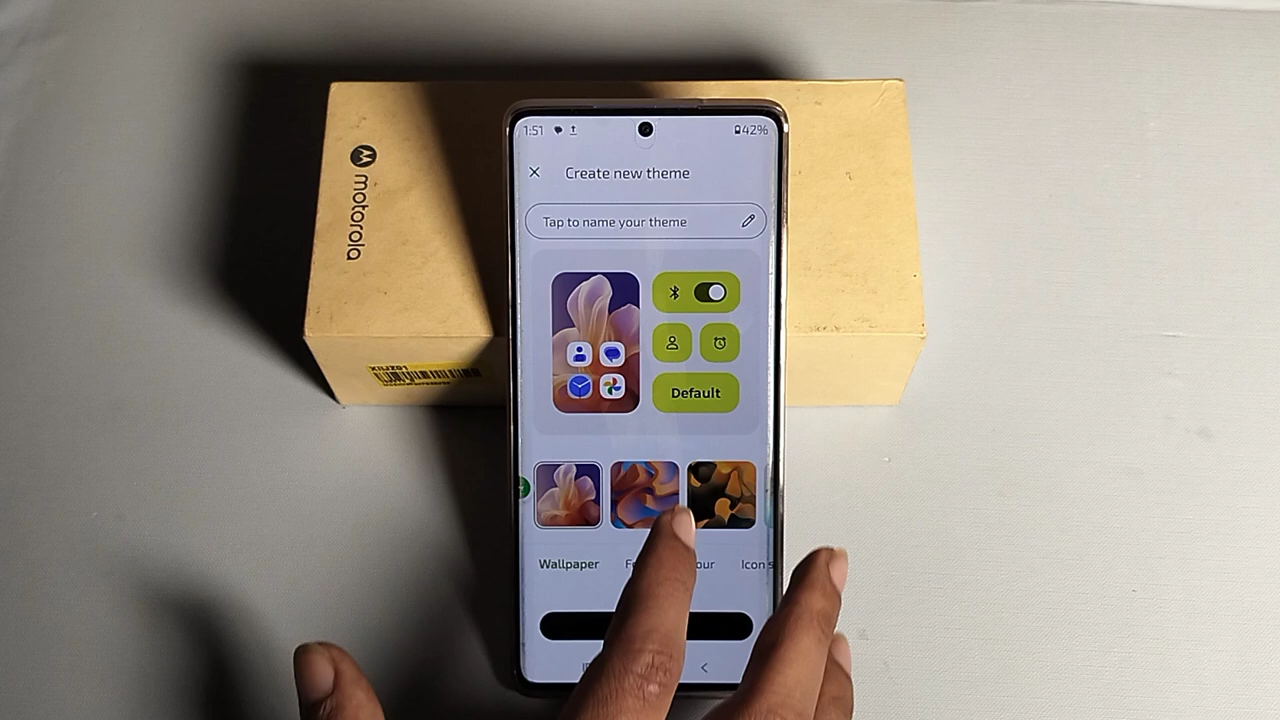 motorola
1:51
42%
Create new theme
Tap to name your theme
Default
Wallpaper
Icon s